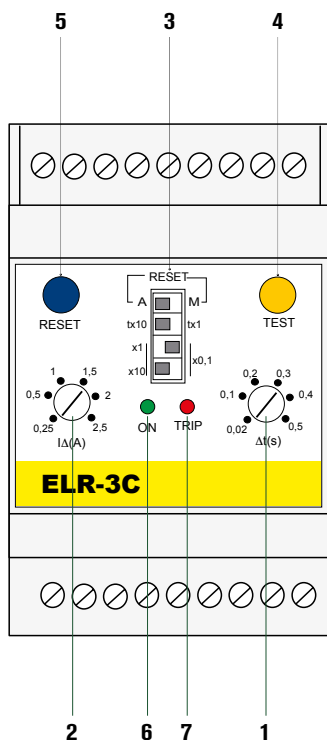 5 3 4
RESET
A M
RESET TEST
tx10 tx1
x1
x0,1
x10
0,25 0,5 1 1,5 2 2,5
0,02 0,1 0,2 0,3 0,4 0,5
IΔ(A) ON TRIP Δt(s)
ELR-3C
2 6 7 1